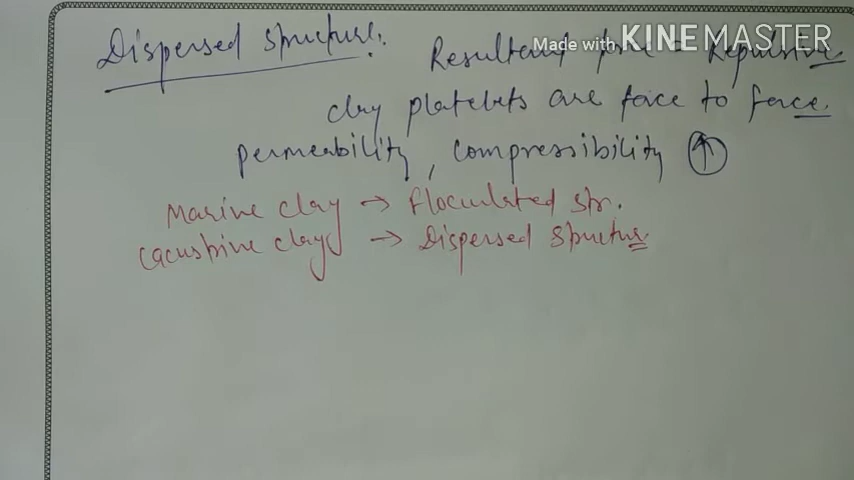 Made with KINEMASTER
Dispersed structure:
Resultant force = Repulsive
clay platelets are face to face.
permeability, compressibility ↑
Marine clay → floculated str.
Lacustrine clay → Dispersed structure